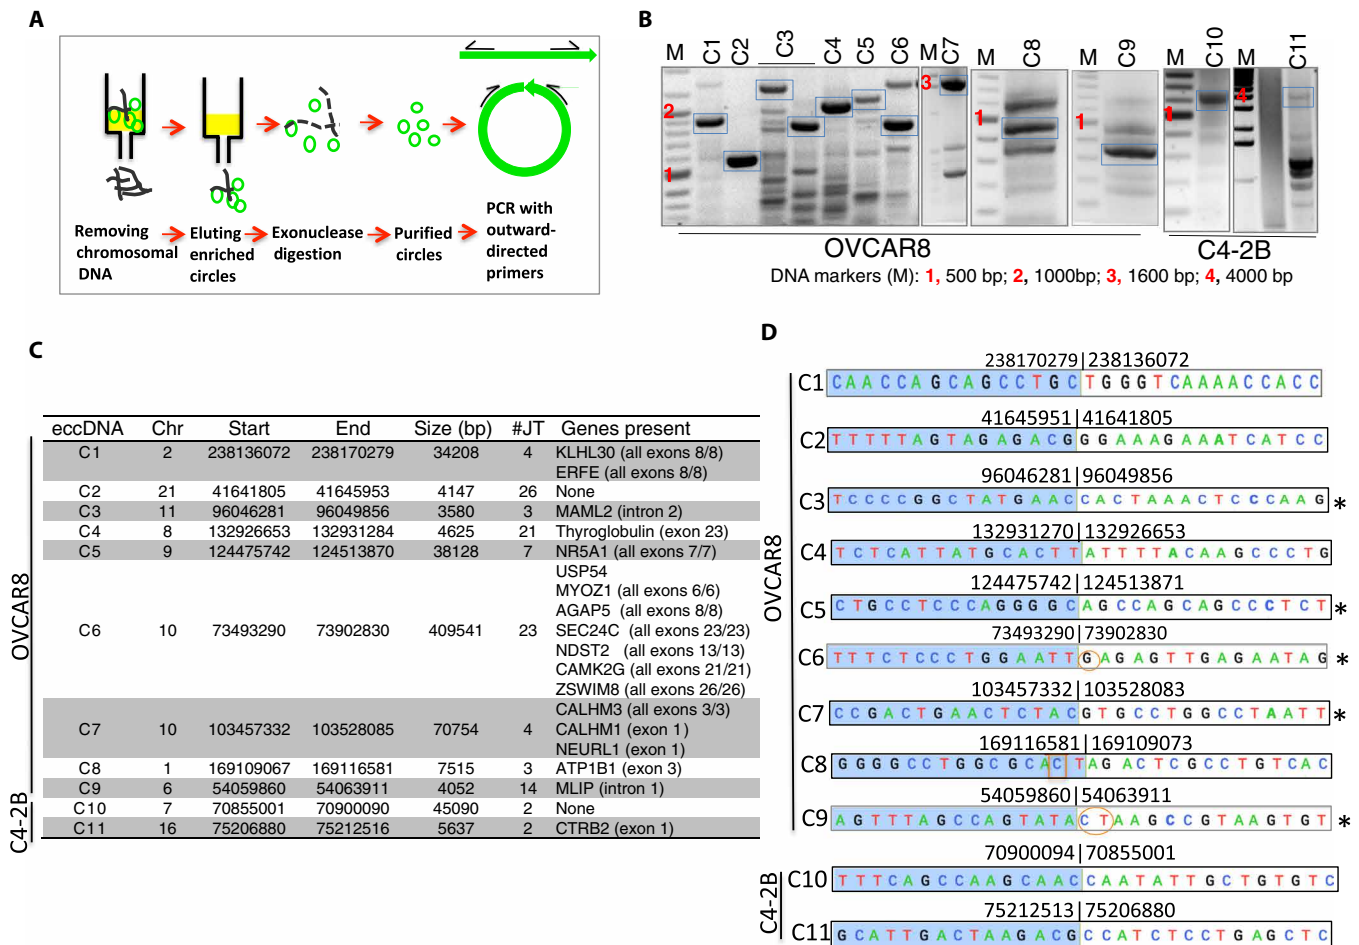 A
Removing chromosomal DNA
Eluting enriched circles
Exonuclease digestion
Purified circles
PCR with outward-directed primers
B
M C1 C2 C3 C4 C5 C6 M C7 M C8 M C9 M C10 M C11
2
1
3
1
1
1
4
OVCAR8
C4-2B
DNA markers (M): 1, 500 bp; 2, 1000bp; 3, 1600 bp; 4, 4000 bp
C
eccDNA Chr Start End Size (bp) #JT Genes present
OVCAR8
C1 2 238136072 238170279 34208 4 KLHL30 (all exons 8/8)
ERFE (all exons 8/8)
C2 21 41641805 41645953 4147 26 None
C3 11 96046281 96049856 3580 3 MAML2 (intron 2)
C4 8 132926653 132931284 4625 21 Thyroglobulin (exon 23)
C5 9 124475742 124513870 38128 7 NR5A1 (all exons 7/7)
USP54
MYOZ1 (all exons 6/6)
AGAP5 (all exons 8/8)
C6 10 73493290 73902830 409541 23 SEC24C (all exons 23/23)
NDST2 (all exons 13/13)
CAMK2G (all exons 21/21)
ZSWIM8 (all exons 26/26)
CALHM3 (all exons 3/3)
C7 10 103457332 103528085 70754 4 CALHM1 (exon 1)
NEURL1 (exon 1)
C8 1 169109067 169116581 7515 3 ATP1B1 (exon 3)
C9 6 54059860 54063911 4052 14 MLIP (intron 1)
C4-2B
C10 7 70855001 70900090 45090 2 None
C11 16 75206880 75212516 5637 2 CTRB2 (exon 1)
D
OVCAR8
238170279|238136072
C1 CAACCAGCAGCCTGCTGGGTCAAAACCACC
41645951|41641805
C2 TTTTTAGTAGAGACGGGAAAGAAATCATCC
96046281|96049856
C3 TCCCCGGCTATGAACCACTAAACTCCCAAG *
132931270|132926653
C4 TCTCATTATGCACTTATTTTACAAGCCCTG
124475742|124513871
C5 CTGCCTCCCAGGGGCAGCCAGCAGCCCTCT *
73493290|73902830
C6 TTTCTCCCTGGAATTGAGAGTTGAGAATAG *
103457332|103528083
C7 CCGACTGAACTCTACGTGCCTGGCCTAATT *
169116581|169109073
C8 GGGGCCTGGCGCACTAGACTCGCCTGTCAC
54059860|54063911
C9 AGTTTAGCCAGTATACTAAGCCGTAAGTGT *
C4-2B
70900094|70855001
C10 TTTCAGCCAAGCAACCAATATTGCTGTGTC
75212513|75206880
C11 GCATTGACTAAGACGCCATCTCCTGAGCTC